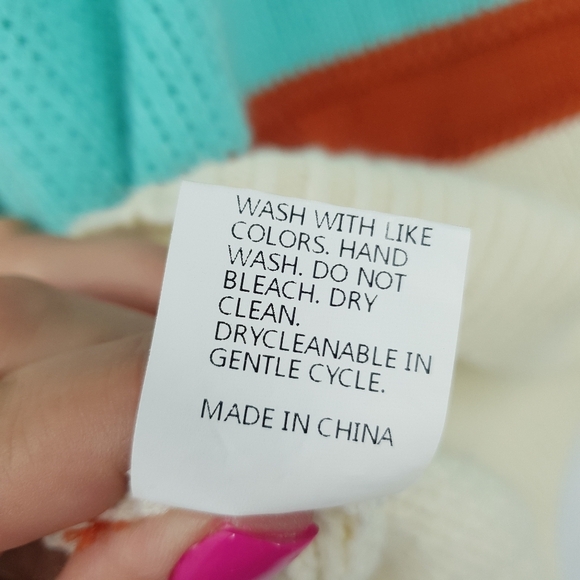 WASH WITH LIKE
COLORS. HAND
WASH. DO NOT
BLEACH. DRY
CLEAN.
DRYCLEANABLE IN
GENTLE CYCLE.
MADE IN CHINA